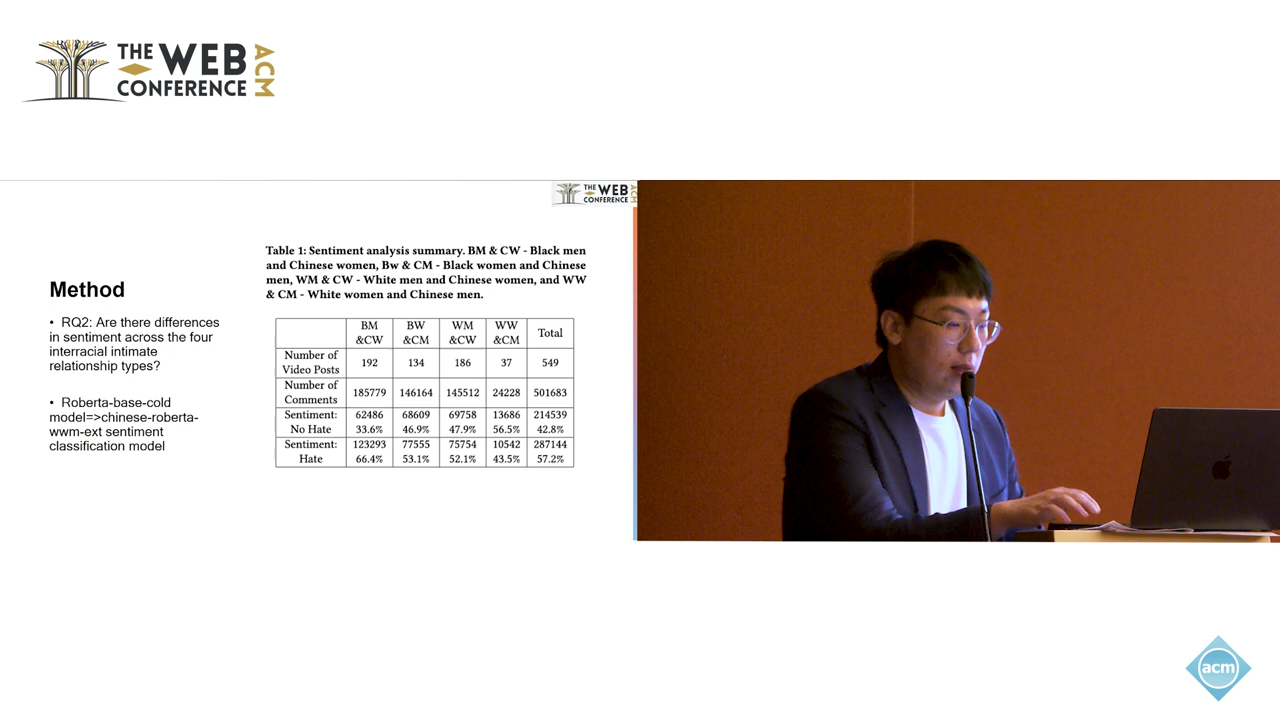 THE WEB
CONFERENCE
ACM
THE WEB
CONFERENCE
ACM
Method
• RQ2: Are there differences
in sentiment across the four
interracial intimate
relationship types?
• Roberta-base-cold
model=>chinese-roberta-
wwm-ext sentiment
classification model
Table 1: Sentiment analysis summary. BM & CW - Black men
and Chinese women, Bw & CM - Black women and Chinese
men, WM & CW - White men and Chinese women, and WW
& CM - White women and Chinese men.
BM &CW BW &CM WM &CW WW &CM Total
Number of Video Posts 192 134 186 37 549
Number of Comments 185779 146164 145512 24228 501683
Sentiment: 62486 68609 69758 13686 214539
No Hate 33.6% 46.9% 47.9% 56.5% 42.8%
Sentiment: 123293 77555 75754 10542 287144
Hate 66.4% 53.1% 52.1% 43.5% 57.2%
acm